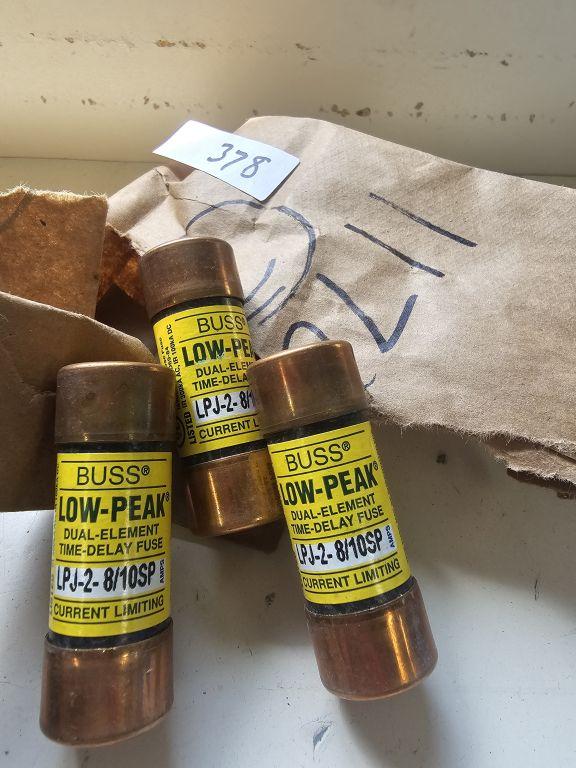 378
BUSS
LOW-PEA
DUAL-ELEM
TIME-DELAY
LPJ-2-8/1
CURRENT L
LISTED
BUSS®
LOW-PEAK®
DUAL-ELEMENT
TIME-DELAY FUSE
LPJ-2-8/10SP AMPS
CURRENT LIMITING
BUSS®
LOW-PEAK®
DUAL-ELEMENT
TIME-DELAY FUSE
LPJ-2-8/10SP AMPS
CURRENT LIMITING